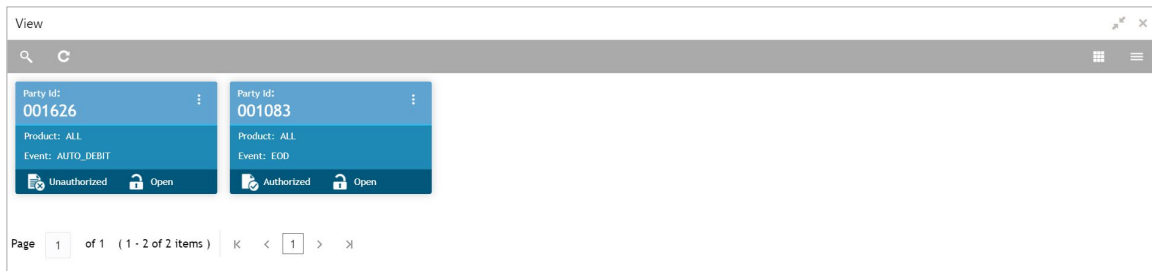 View
Party Id: Party Id:
001626 001083
Product: ALL Product: ALL
Event: AUTO_DEBIT Event: EOD
Unauthorized Open Authorized Open
Page 1 of 1 ( 1 - 2 of 2 items ) 1